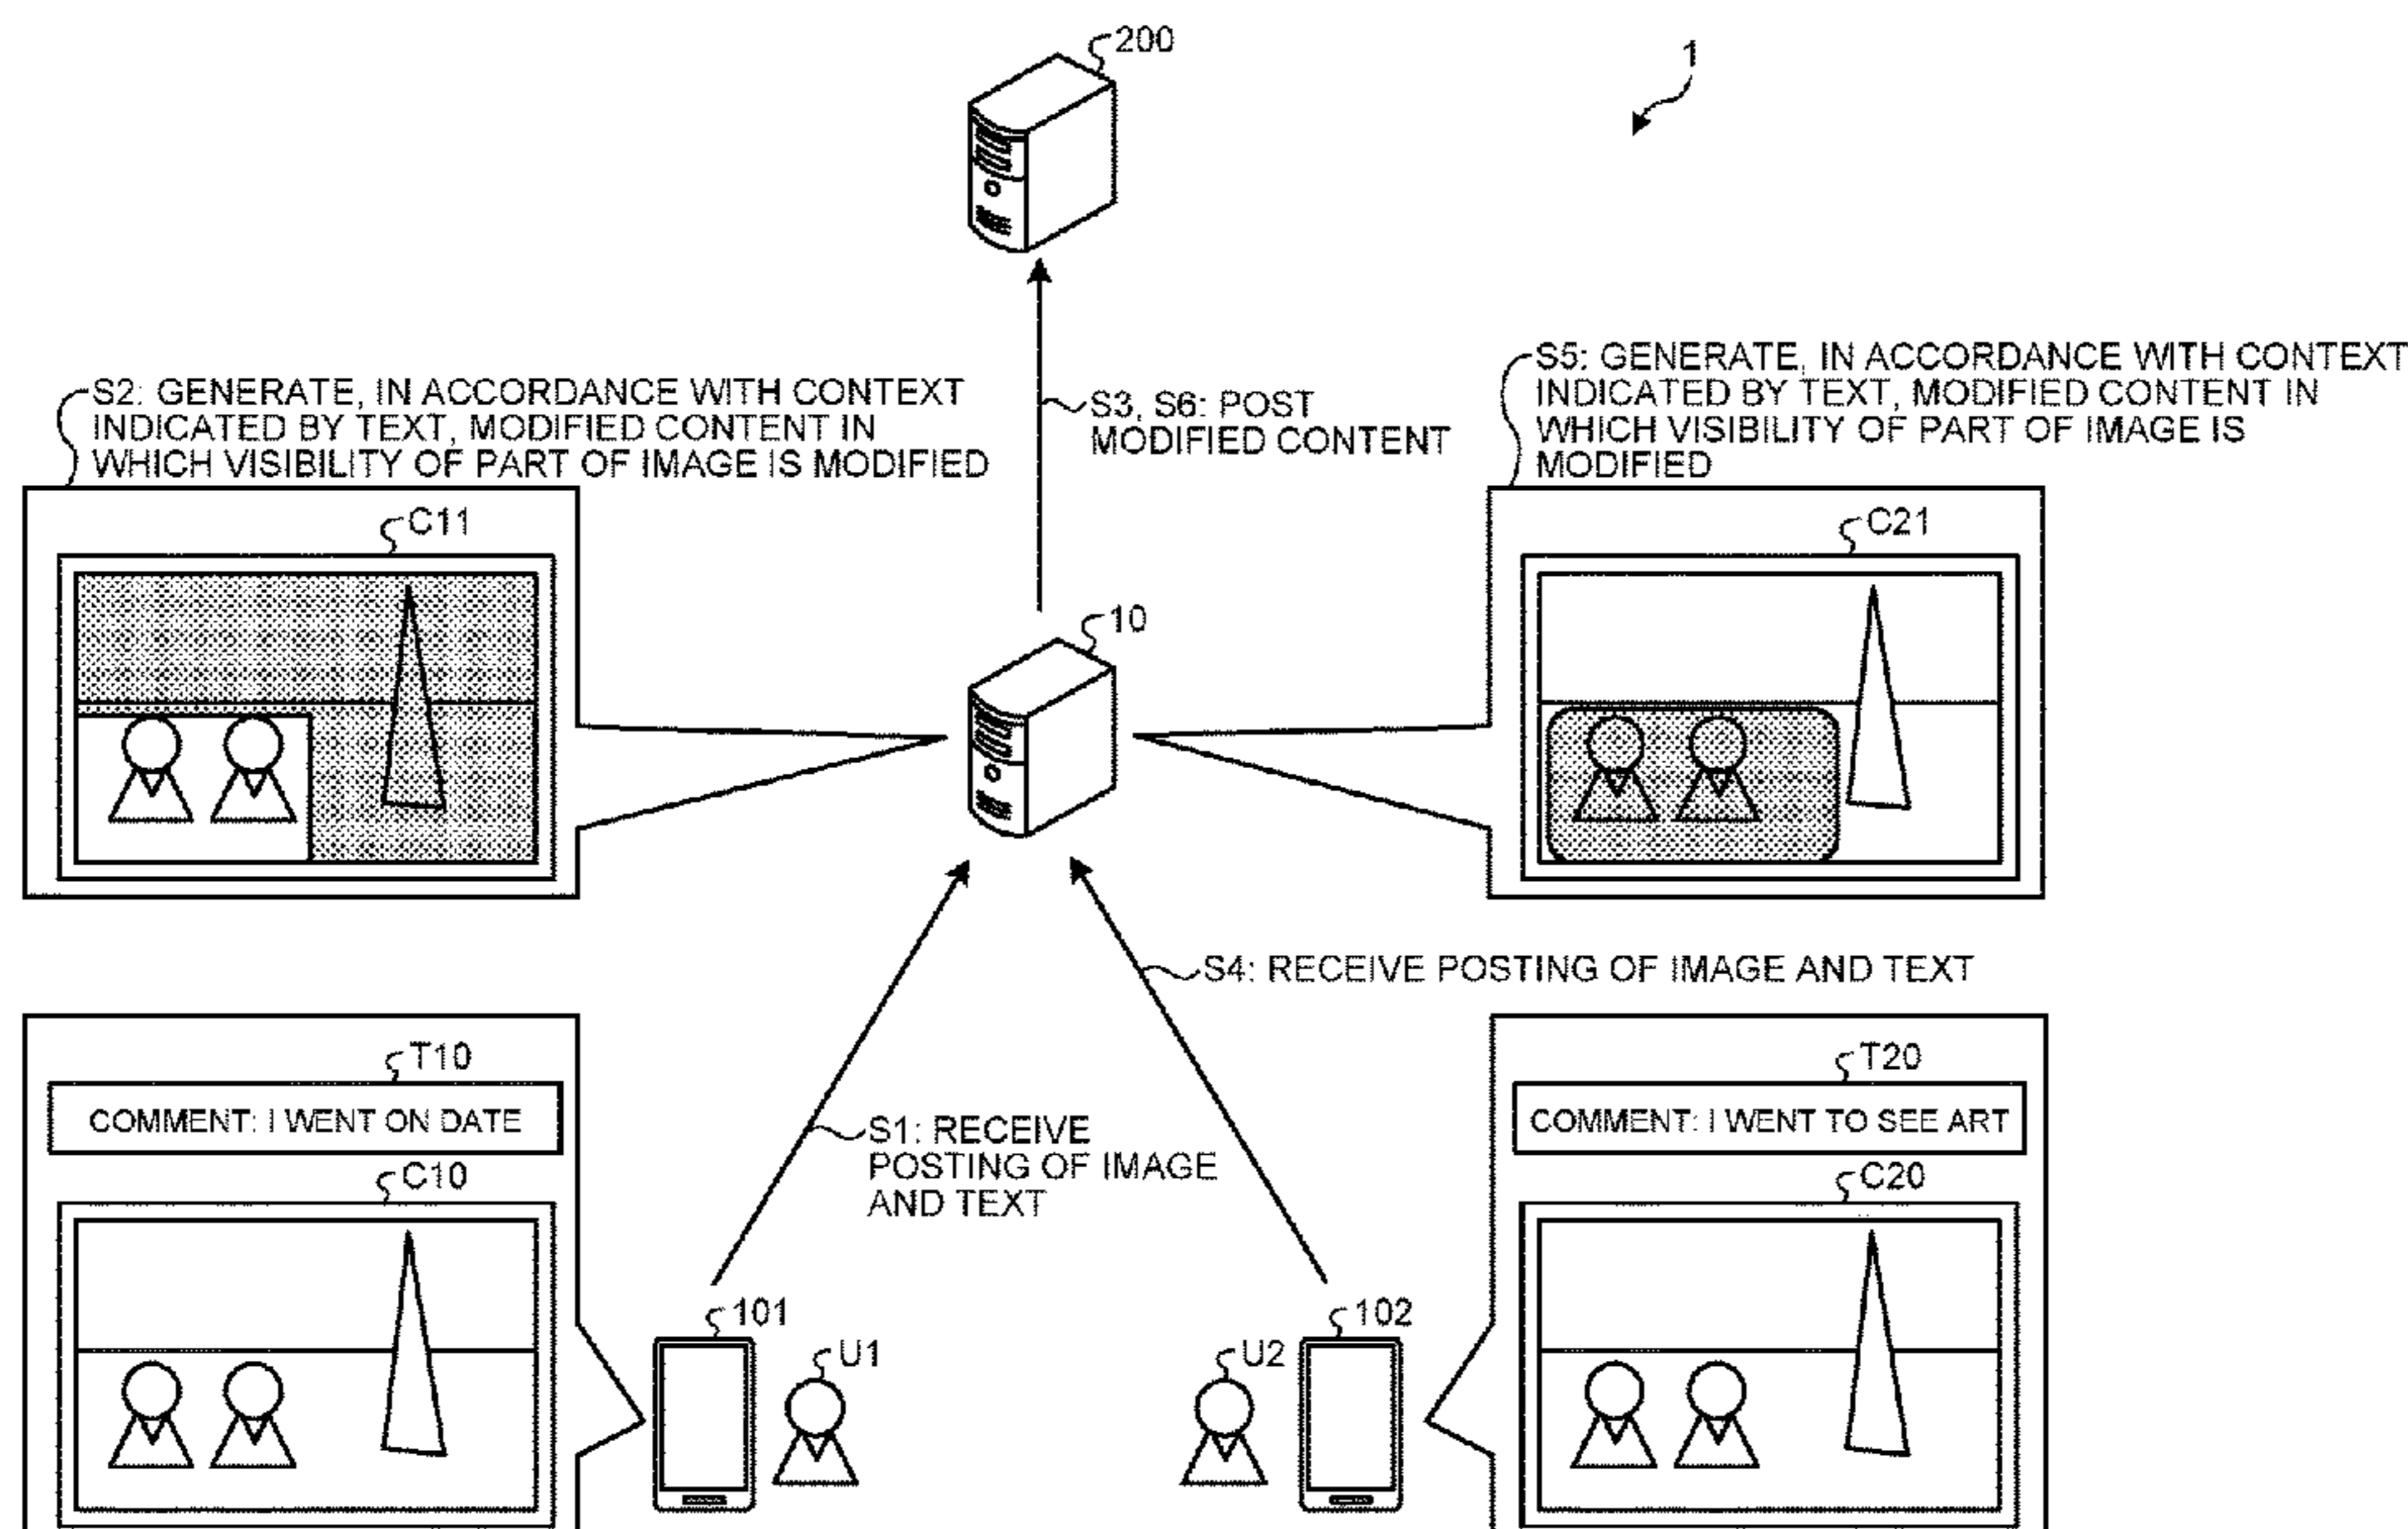 200
1
S2: GENERATE, IN ACCORDANCE WITH CONTEXT
INDICATED BY TEXT, MODIFIED CONTENT IN
WHICH VISIBILITY OF PART OF IMAGE IS MODIFIED
S3, S6: POST
MODIFIED CONTENT
S5: GENERATE, IN ACCORDANCE WITH CONTEXT
INDICATED BY TEXT, MODIFIED CONTENT IN
WHICH VISIBILITY OF PART OF IMAGE IS
MODIFIED
C11
10
C21
S4: RECEIVE POSTING OF IMAGE AND TEXT
T10
COMMENT: I WENT ON DATE
C10
S1: RECEIVE
POSTING OF IMAGE
AND TEXT
T20
COMMENT: I WENT TO SEE ART
C20
101
U1
U2
102